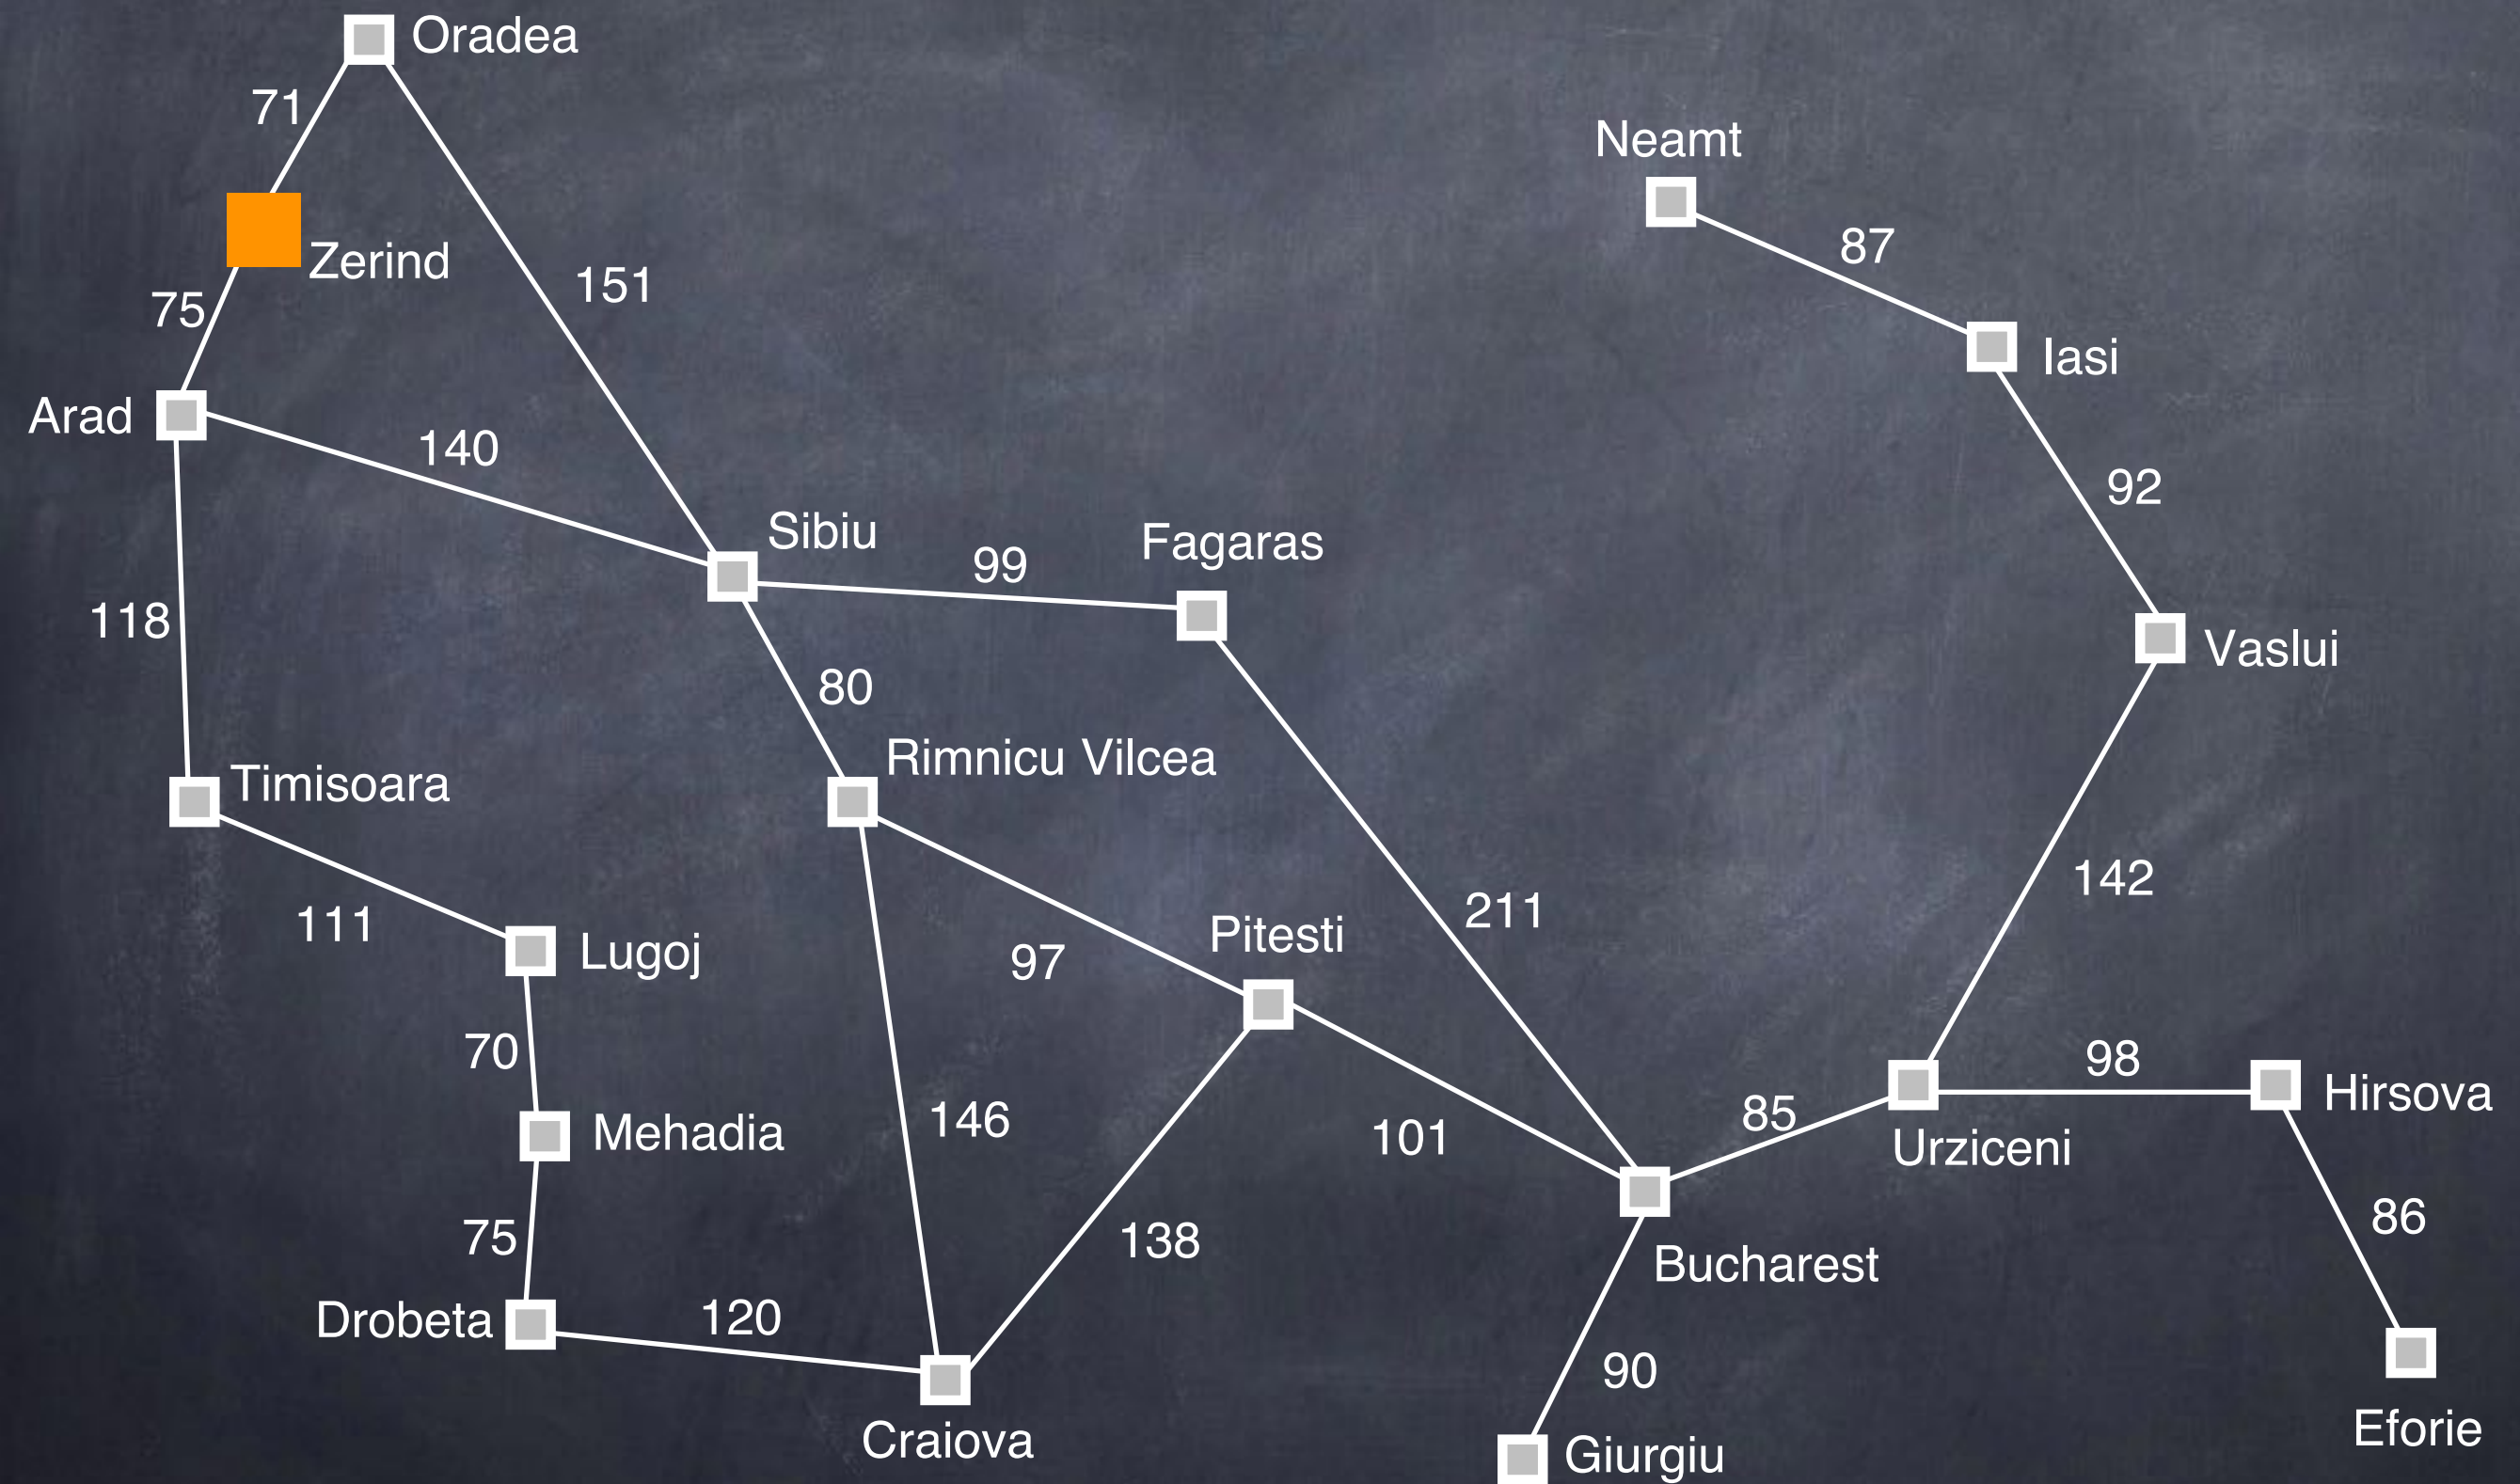 Oradea
71
Neamt
87
Zerind
151
75
Iasi
Arad
140
92
Sibiu
99
Fagaras
118
Vaslui
80
Rimnicu Vilcea
Timisoara
142
211
111
Lugoj
97
Pitesti
70
98
Hirsova
Mehadia
146
101
85
Urziceni
75
138
86
Bucharest
Drobeta
120
90
Craiova
Giurgiu
Eforie